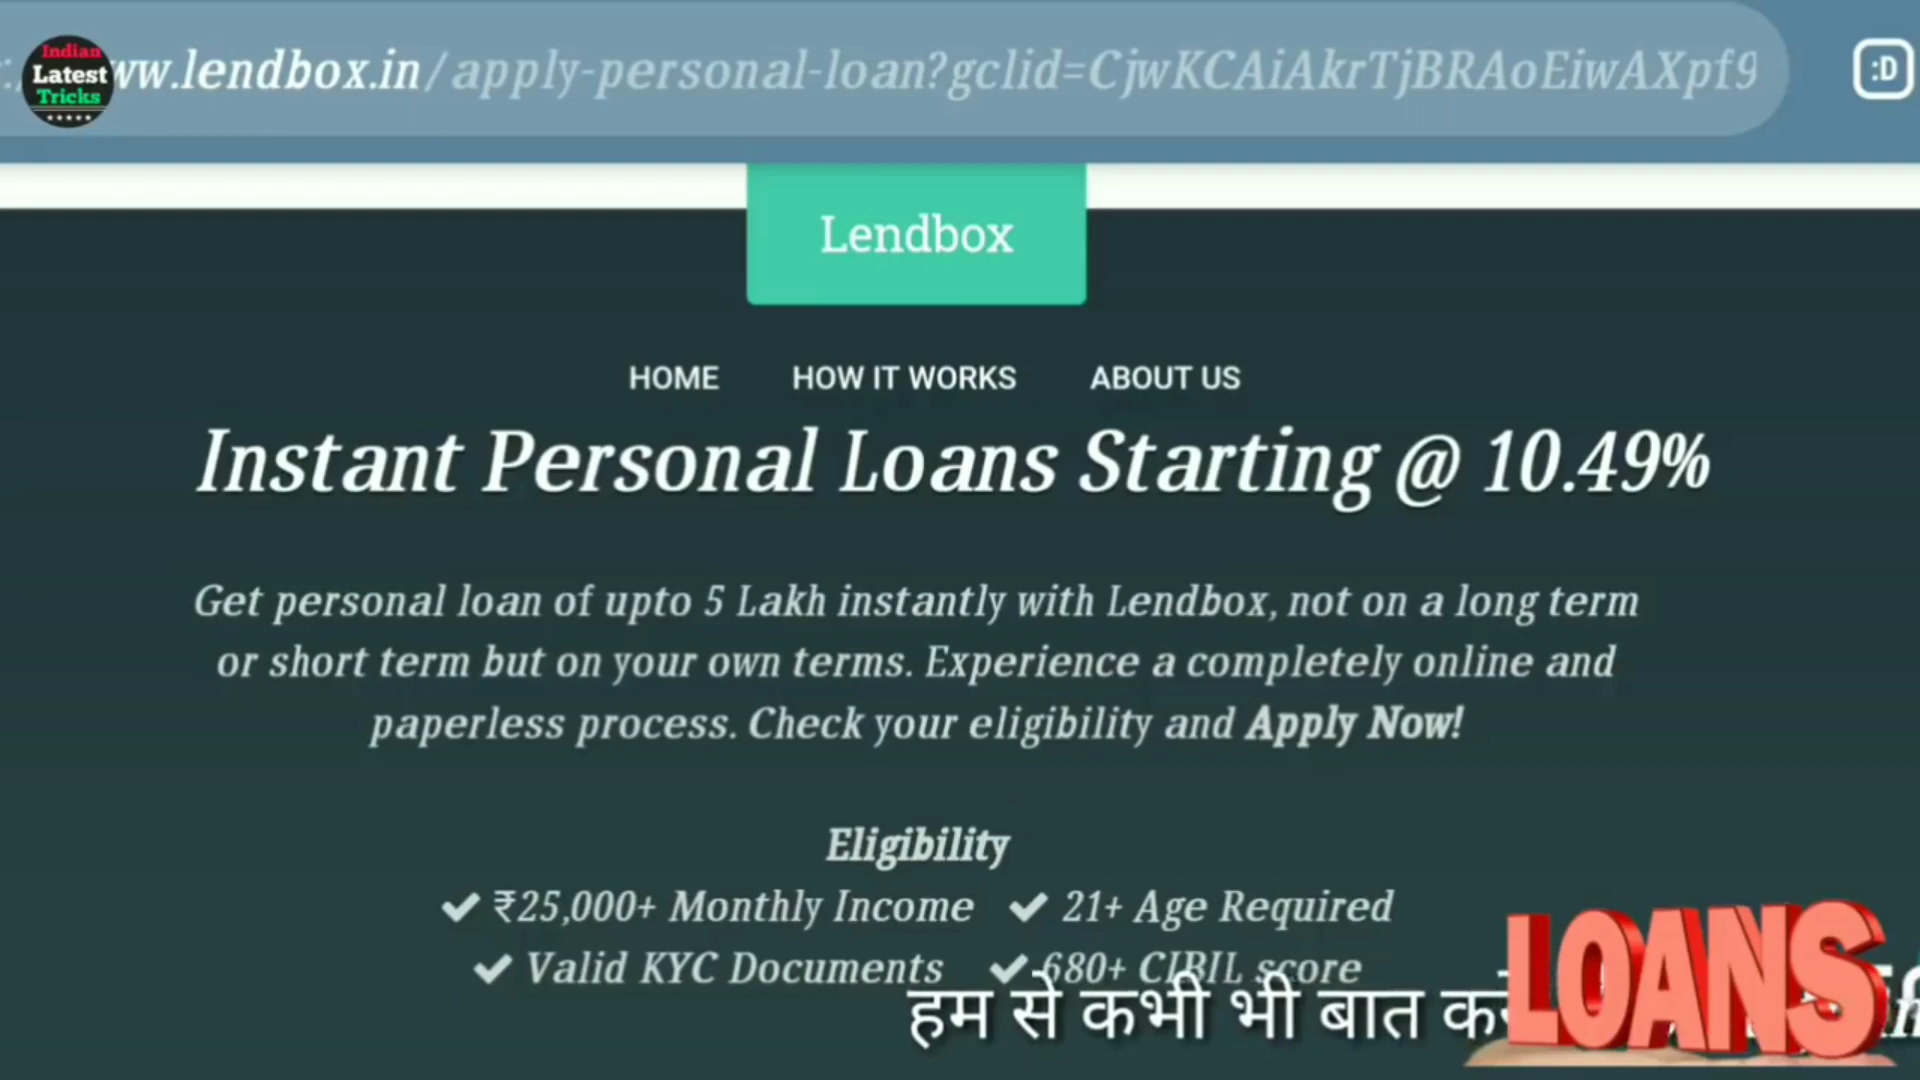 Indian
Latest
Tricks
ww.lendbox.in/apply-personal-loan?gclid=CjwKCAiAkrTjBRAoEiwAXpf9
:D
Lendbox
HOME HOW IT WORKS ABOUT US
Instant Personal Loans Starting @ 10.49%
Get personal loan of upto 5 Lakh instantly with Lendbox, not on a long term
or short term but on your own terms. Experience a completely online and
paperless process. Check your eligibility and Apply Now!
Eligibility
₹25,000+ Monthly Income 21+ Age Required
Valid KYC Documents 680+ CIBIL score
हम से कभी भी बात
LOANS